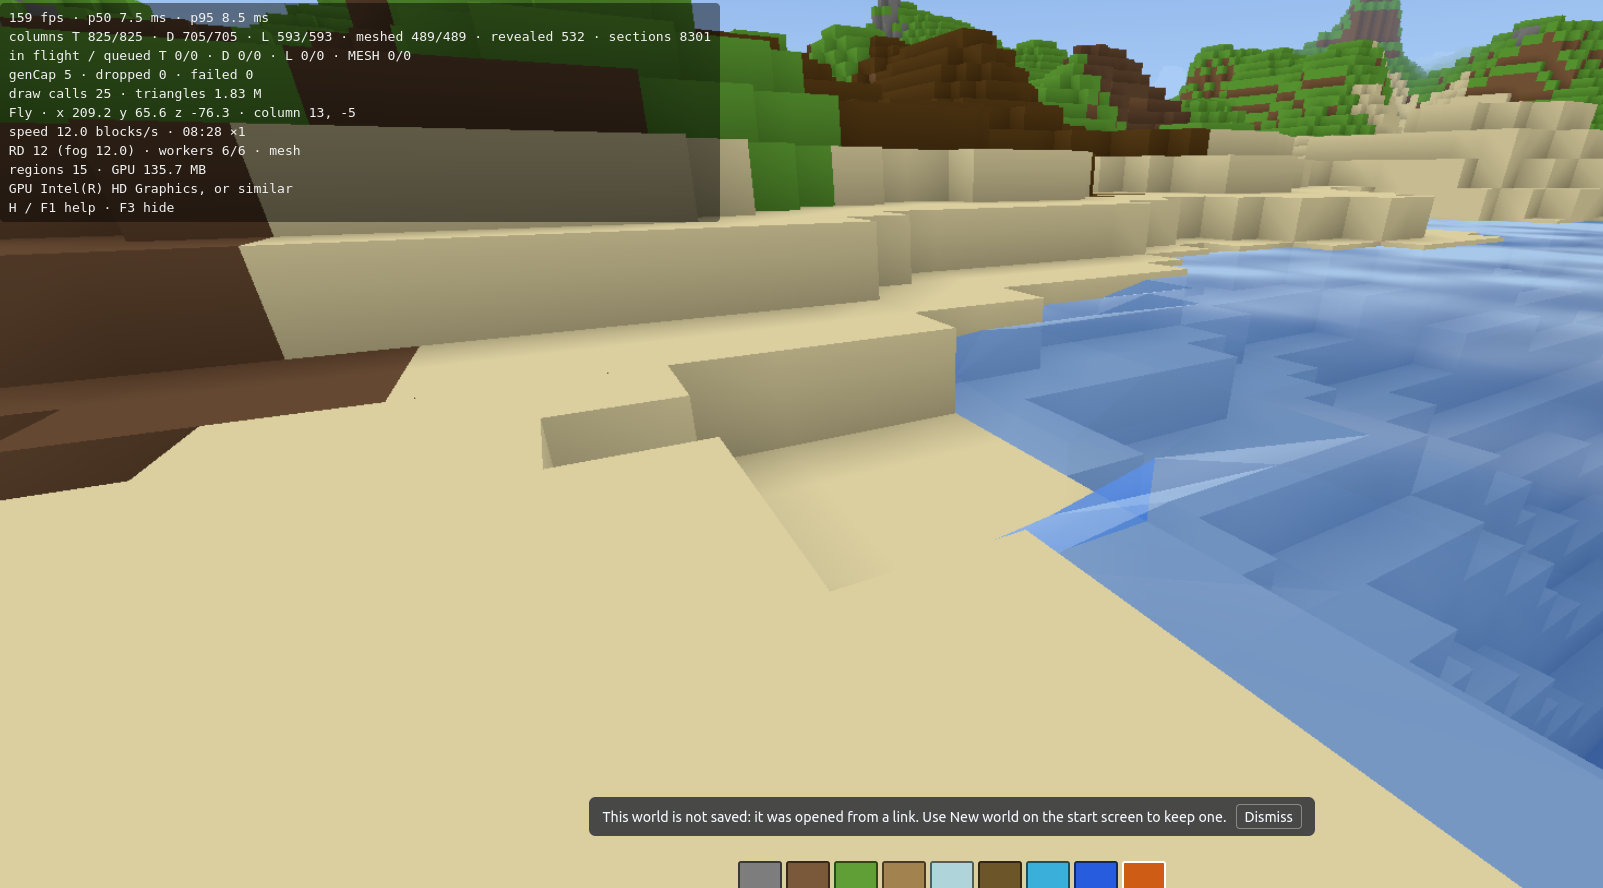 159 fps · p50 7.5 ms · p95 8.5 ms
columns T 825/825 · D 705/705 · L 593/593 · meshed 489/489 · revealed 532 · sections 8301
in flight / queued T 0/0 · D 0/0 · L 0/0 · MESH 0/0
genCap 5 · dropped 0 · failed 0
draw calls 25 · triangles 1.83 M
Fly · x 209.2 y 65.6 z -76.3 · column 13, -5
speed 12.0 blocks/s · 08:28 ×1
RD 12 (fog 12.0) · workers 6/6 · mesh
regions 15 · GPU 135.7 MB
GPU Intel(R) HD Graphics, or similar
H / F1 help · F3 hide
This world is not saved: it was opened from a link. Use New world on the start screen to keep one. Dismiss